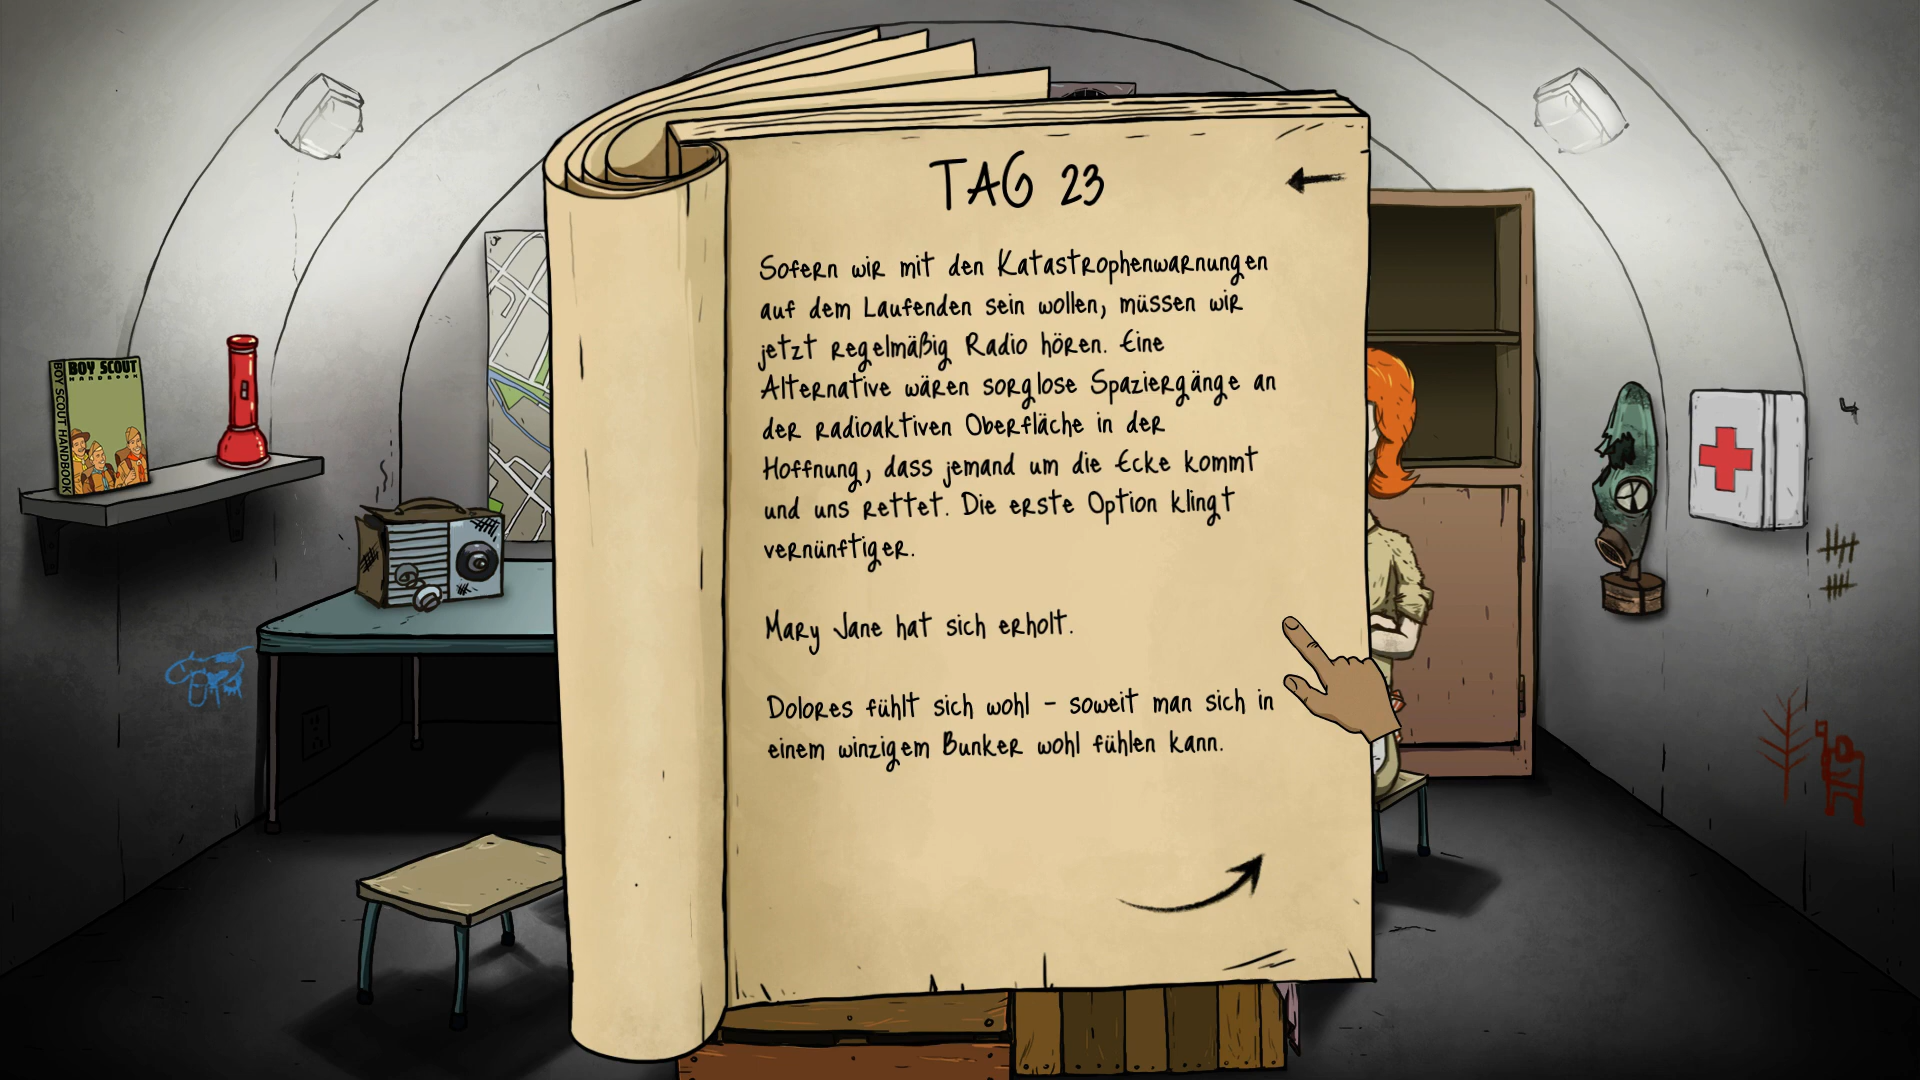 TAG 23
Sofern wir mit den Katastrophenwarnungen
auf dem Laufenden sein wollen, müssen wir
jetzt regelmäßig Radio hören. Eine
Alternative wären sorglose Spaziergänge an
der radioaktiven Oberfläche in der
Hoffnung, dass jemand um die Ecke kommt
und uns rettet. Die erste Option klingt
vernünftiger.
Mary Jane hat sich erholt.
Dolores fühlt sich wohl – soweit man sich in
einem winzigem Bunker wohl fühlen kann.
BOY SCOUT
HANDBOOK
BOY SCOUT HANDBOOK